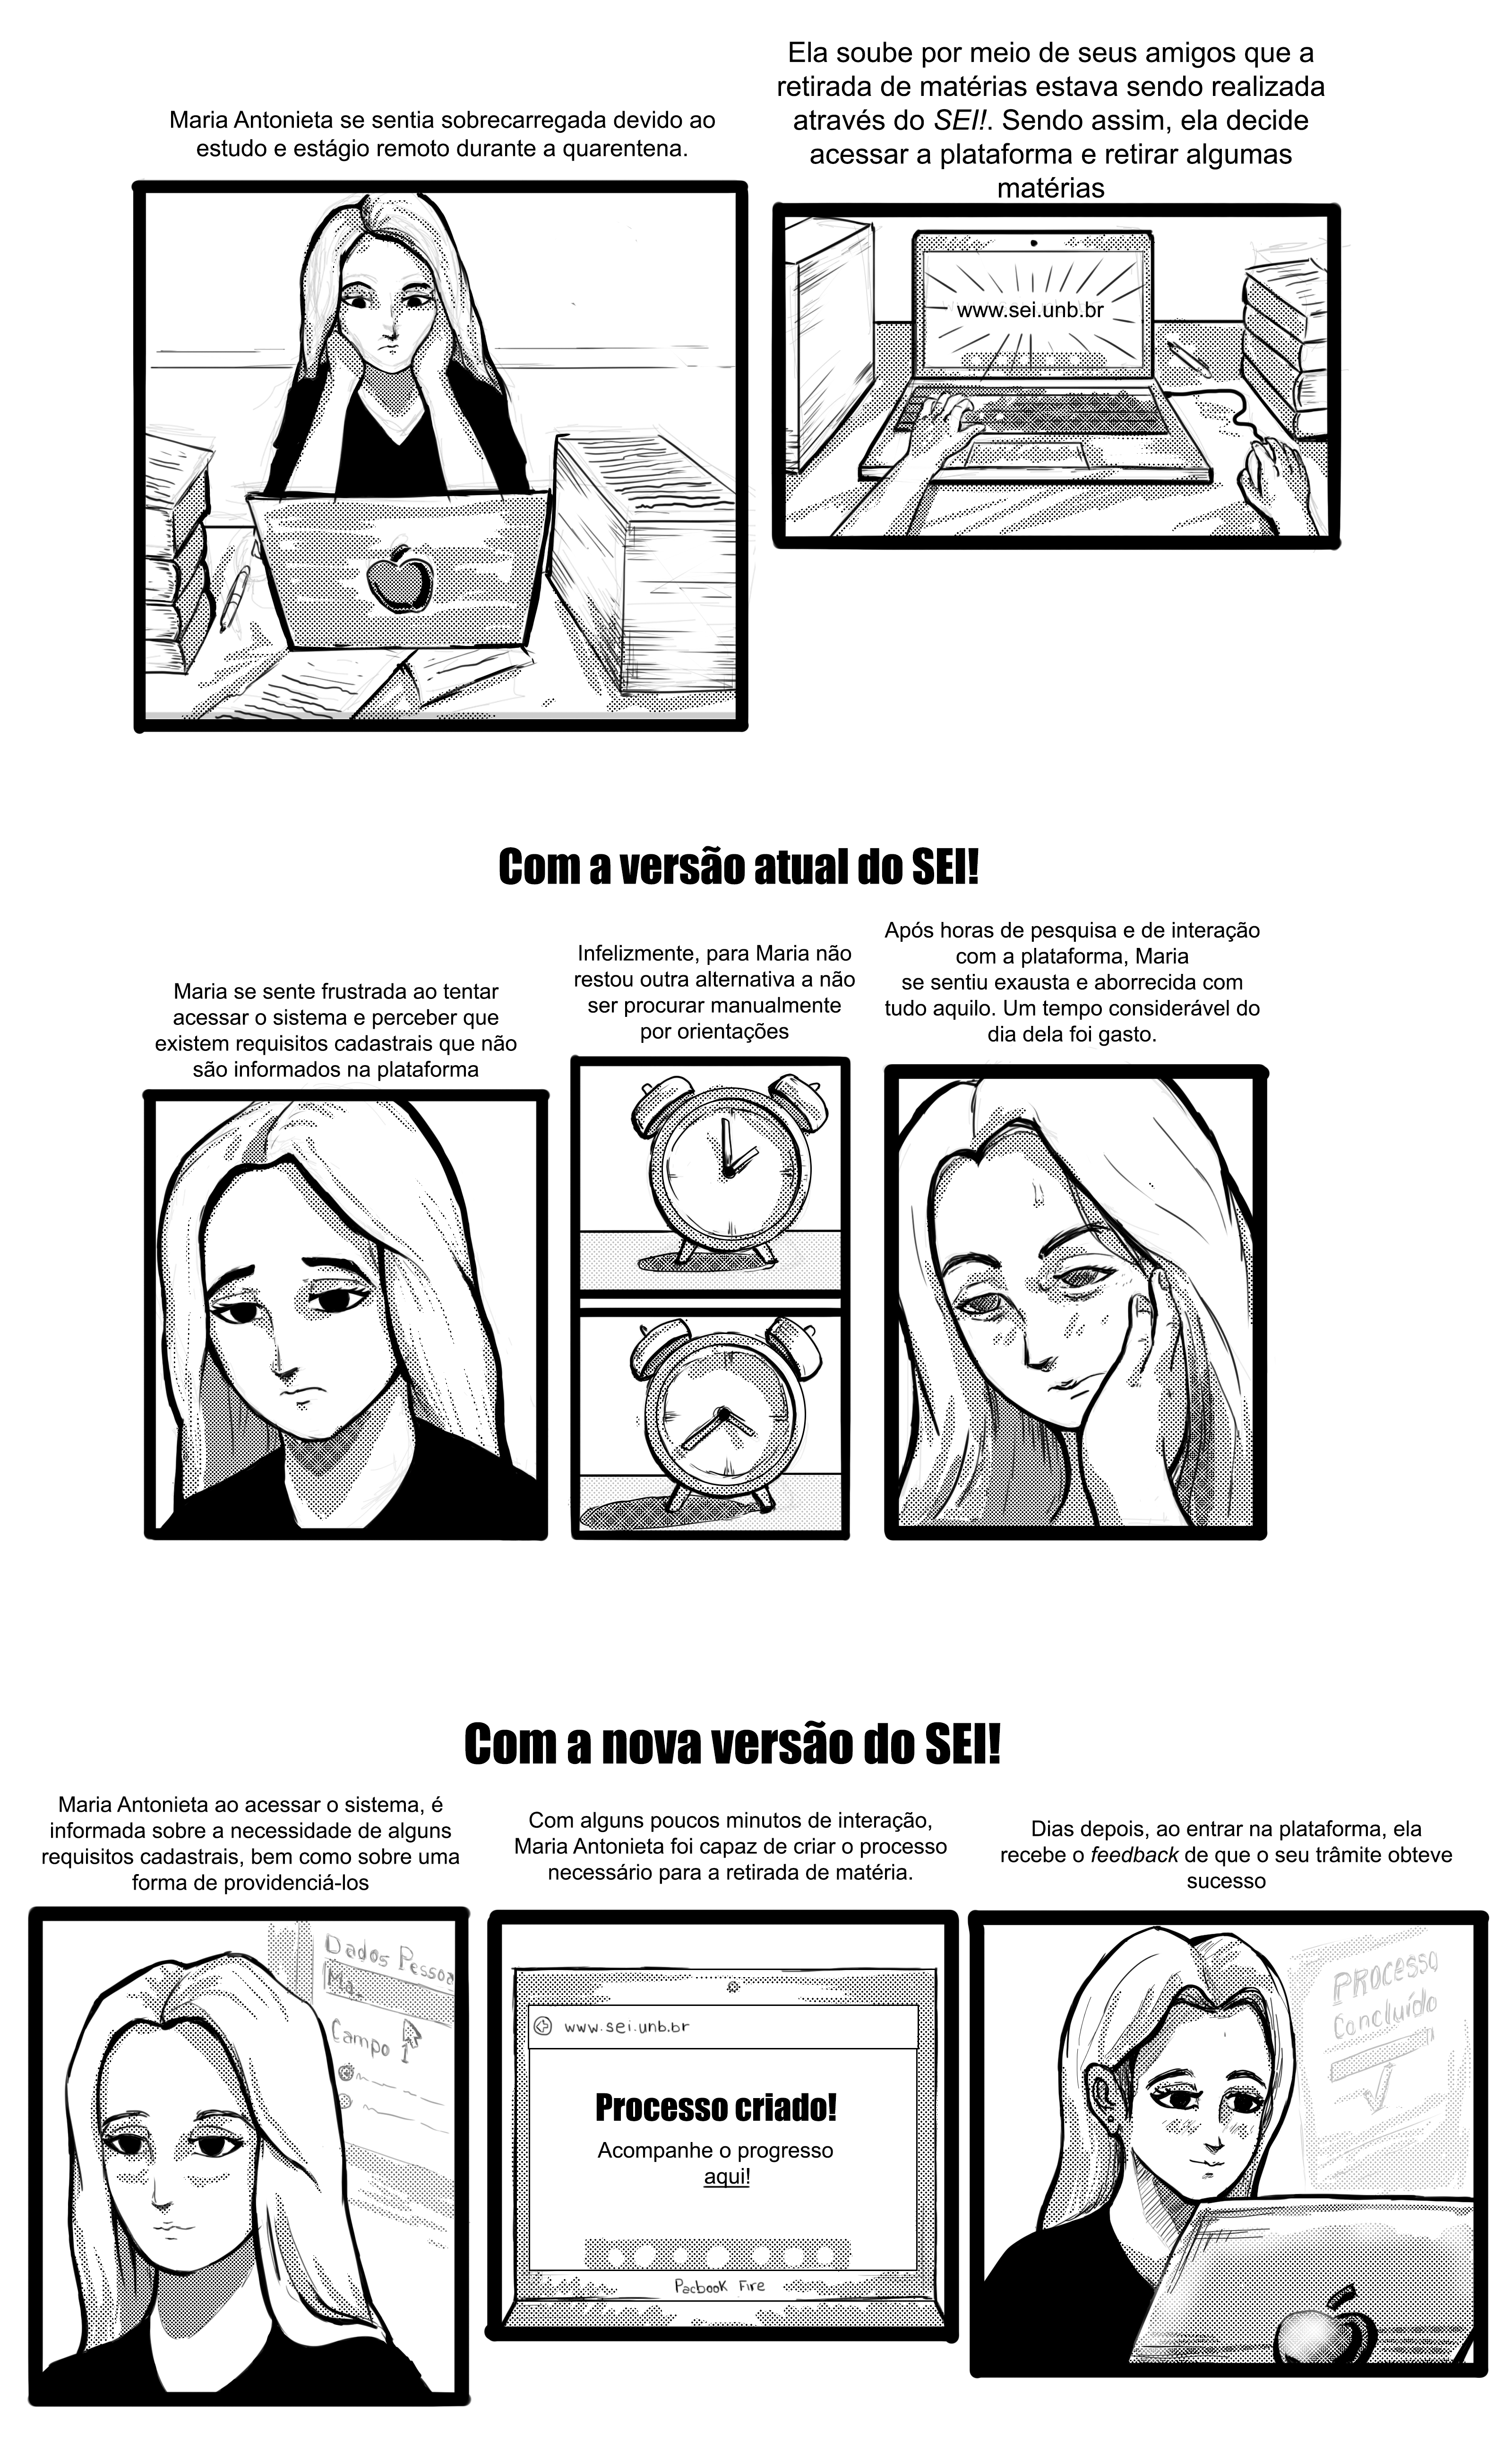 Maria Antonieta se sentia sobrecarregada devido ao
estudo e estágio remoto durante a quarentena.
Ela soube por meio de seus amigos que a
retirada de matérias estava sendo realizada
através do SEI!. Sendo assim, ela decide
acessar a plataforma e retirar algumas
matérias
www.sei.unb.br
Com a versão atual do SEI!
Maria se sente frustrada ao tentar
acessar o sistema e perceber que
existem requisitos cadastrais que não
são informados na plataforma
Infelizmente, para Maria não
restou outra alternativa a não
ser procurar manualmente
por orientações
Após horas de pesquisa e de interação
com a plataforma, Maria
se sentiu exausta e aborrecida com
tudo aquilo. Um tempo considerável do
dia dela foi gasto.
Com a nova versão do SEI!
Maria Antonieta ao acessar o sistema, é
informada sobre a necessidade de alguns
requisitos cadastrais, bem como sobre uma
forma de providenciá-los
Dados Pessoa
Ma_
Campo 1
Com alguns poucos minutos de interação,
Maria Antonieta foi capaz de criar o processo
necessário para a retirada de matéria.
www.sei.unb.br
Processo criado!
Acompanhe o progresso
aqui!
Pacbook Fire
Dias depois, ao entrar na plataforma, ela
recebe o feedback de que o seu trâmite obteve
sucesso
PROCESSO
Concluído